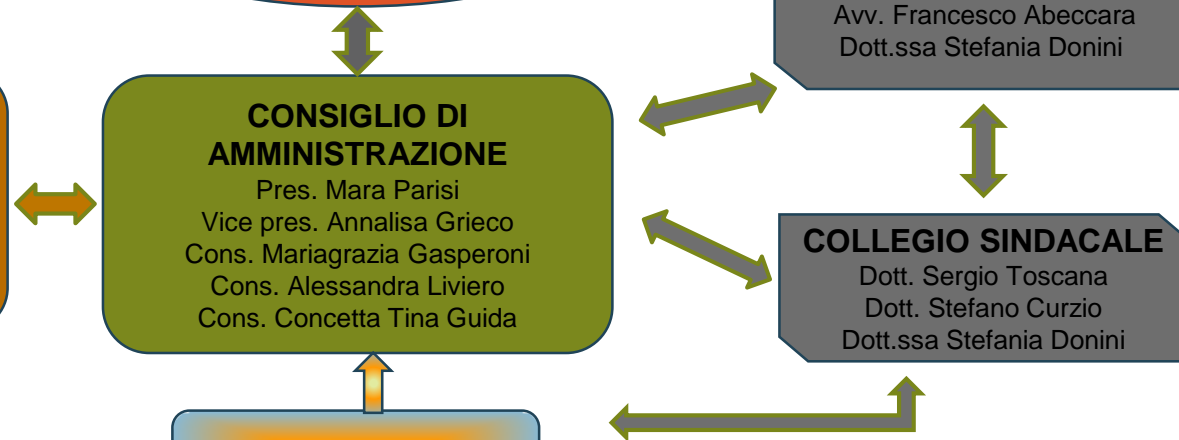 Avv. Francesco Abeccara
Dott.ssa Stefania Donini
CONSIGLIO DI
AMMINISTRAZIONE
Pres. Mara Parisi
Vice pres. Annalisa Grieco
Cons. Mariagrazia Gasperoni
Cons. Alessandra Liviero
Cons. Concetta Tina Guida
COLLEGIO SINDACALE
Dott. Sergio Toscana
Dott. Stefano Curzio
Dott.ssa Stefania Donini